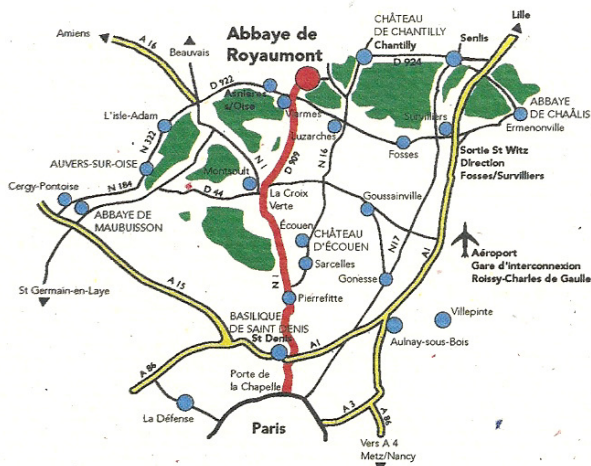 Lille
Amiens
A 16
Beauvais
Abbaye de
Royaumont
CHÂTEAU
DE CHANTILLY
Chantilly
Senlis
D 924
D 922
Asnières
s/Oise
Viarmes
L'isle-Adam
N 322
Luzarches
Survilliers
ABBAYE
DE CHAÂLIS
Ermenonville
Fosses
Sortie St Witz
Direction
Fosses/Survilliers
AUVERS-SUR-OISE
Montsoult
N 1
D 909
N 16
Cergy-Pontoise
N 184
D 44
La Croix
Verte
Goussainville
ABBAYE DE
MAUBUISSON
Écouen
CHÂTEAU
D'ÉCOUEN
N17
A1
Aéroport
Gare d'interconnexion
Roissy-Charles de Gaulle
Sarcelles
Gonesse
St Germain-en-Laye
A 15
N 1
Pierrefitte
BASILIQUE
DE SAINT DENIS
St Denis
A1
Villepinte
Aulnay-sous-Bois
A 86
Porte de
la Chapelle
La Défense
Paris
A 3
A 86
Vers A 4
Metz/Nancy